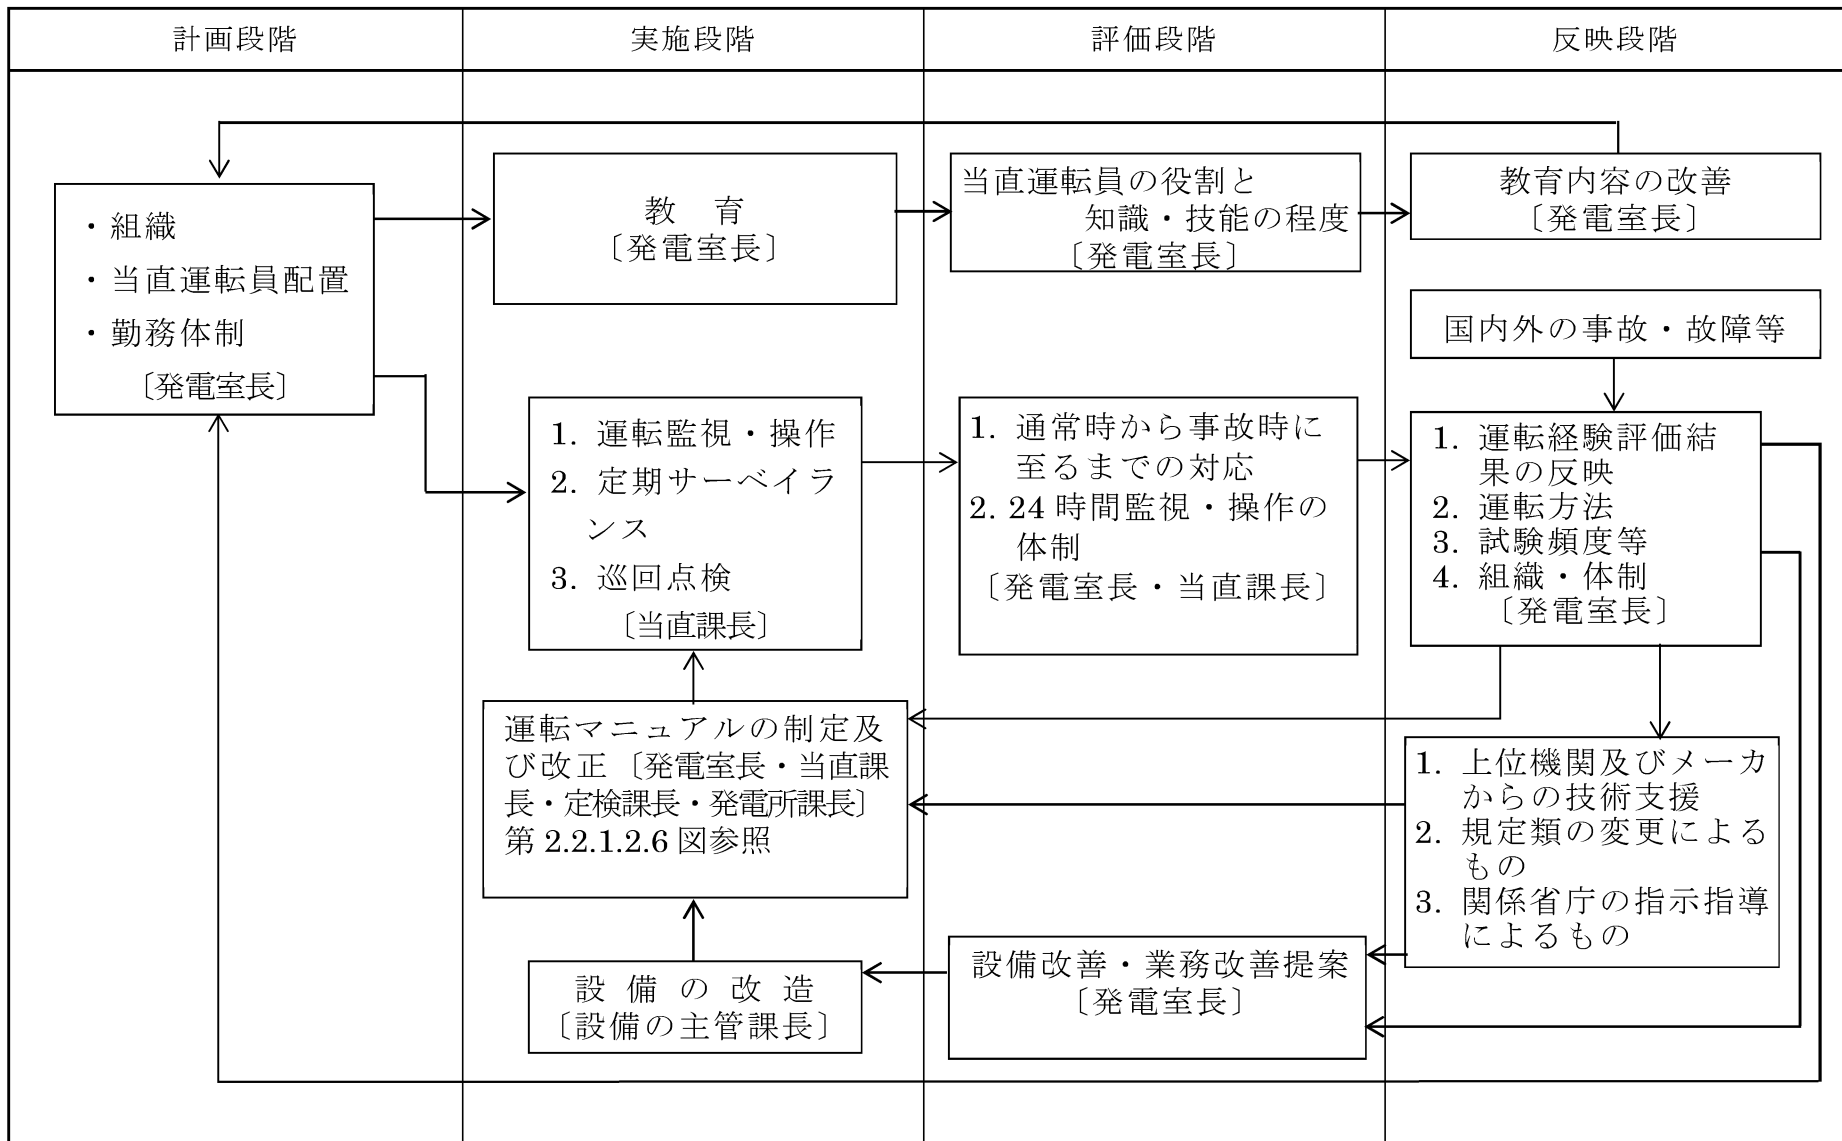 計画段階
実施段階
評価段階
反映段階
・組織
・当直運転員配置
・勤務体制
〔発電室長〕
教　育
〔発電室長〕
当直運転員の役割と
知識・技能の程度
〔発電室長〕
教育内容の改善
〔発電室長〕
国内外の事故・故障等
1. 運転監視・操作
2. 定期サーベイラ
ンス
3. 巡回点検
〔当直課長〕
1. 通常時から事故時に
至るまでの対応
2. 24時間監視・操作の
体制
〔発電室長・当直課長〕
1. 運転経験評価結
果の反映
2. 運転方法
3. 試験頻度等
4. 組織・体制
〔発電室長〕
運転マニュアルの制定及
び改正〔発電室長・当直課
長・定検課長・発電所課長〕
第 2.2.1.2.6 図参照
1. 上位機関及びメーカ
からの技術支援
2. 規定類の変更による
もの
3. 関係省庁の指示指導
によるもの
設備の改造
〔設備の主管課長〕
設備改善・業務改善提案
〔発電室長〕